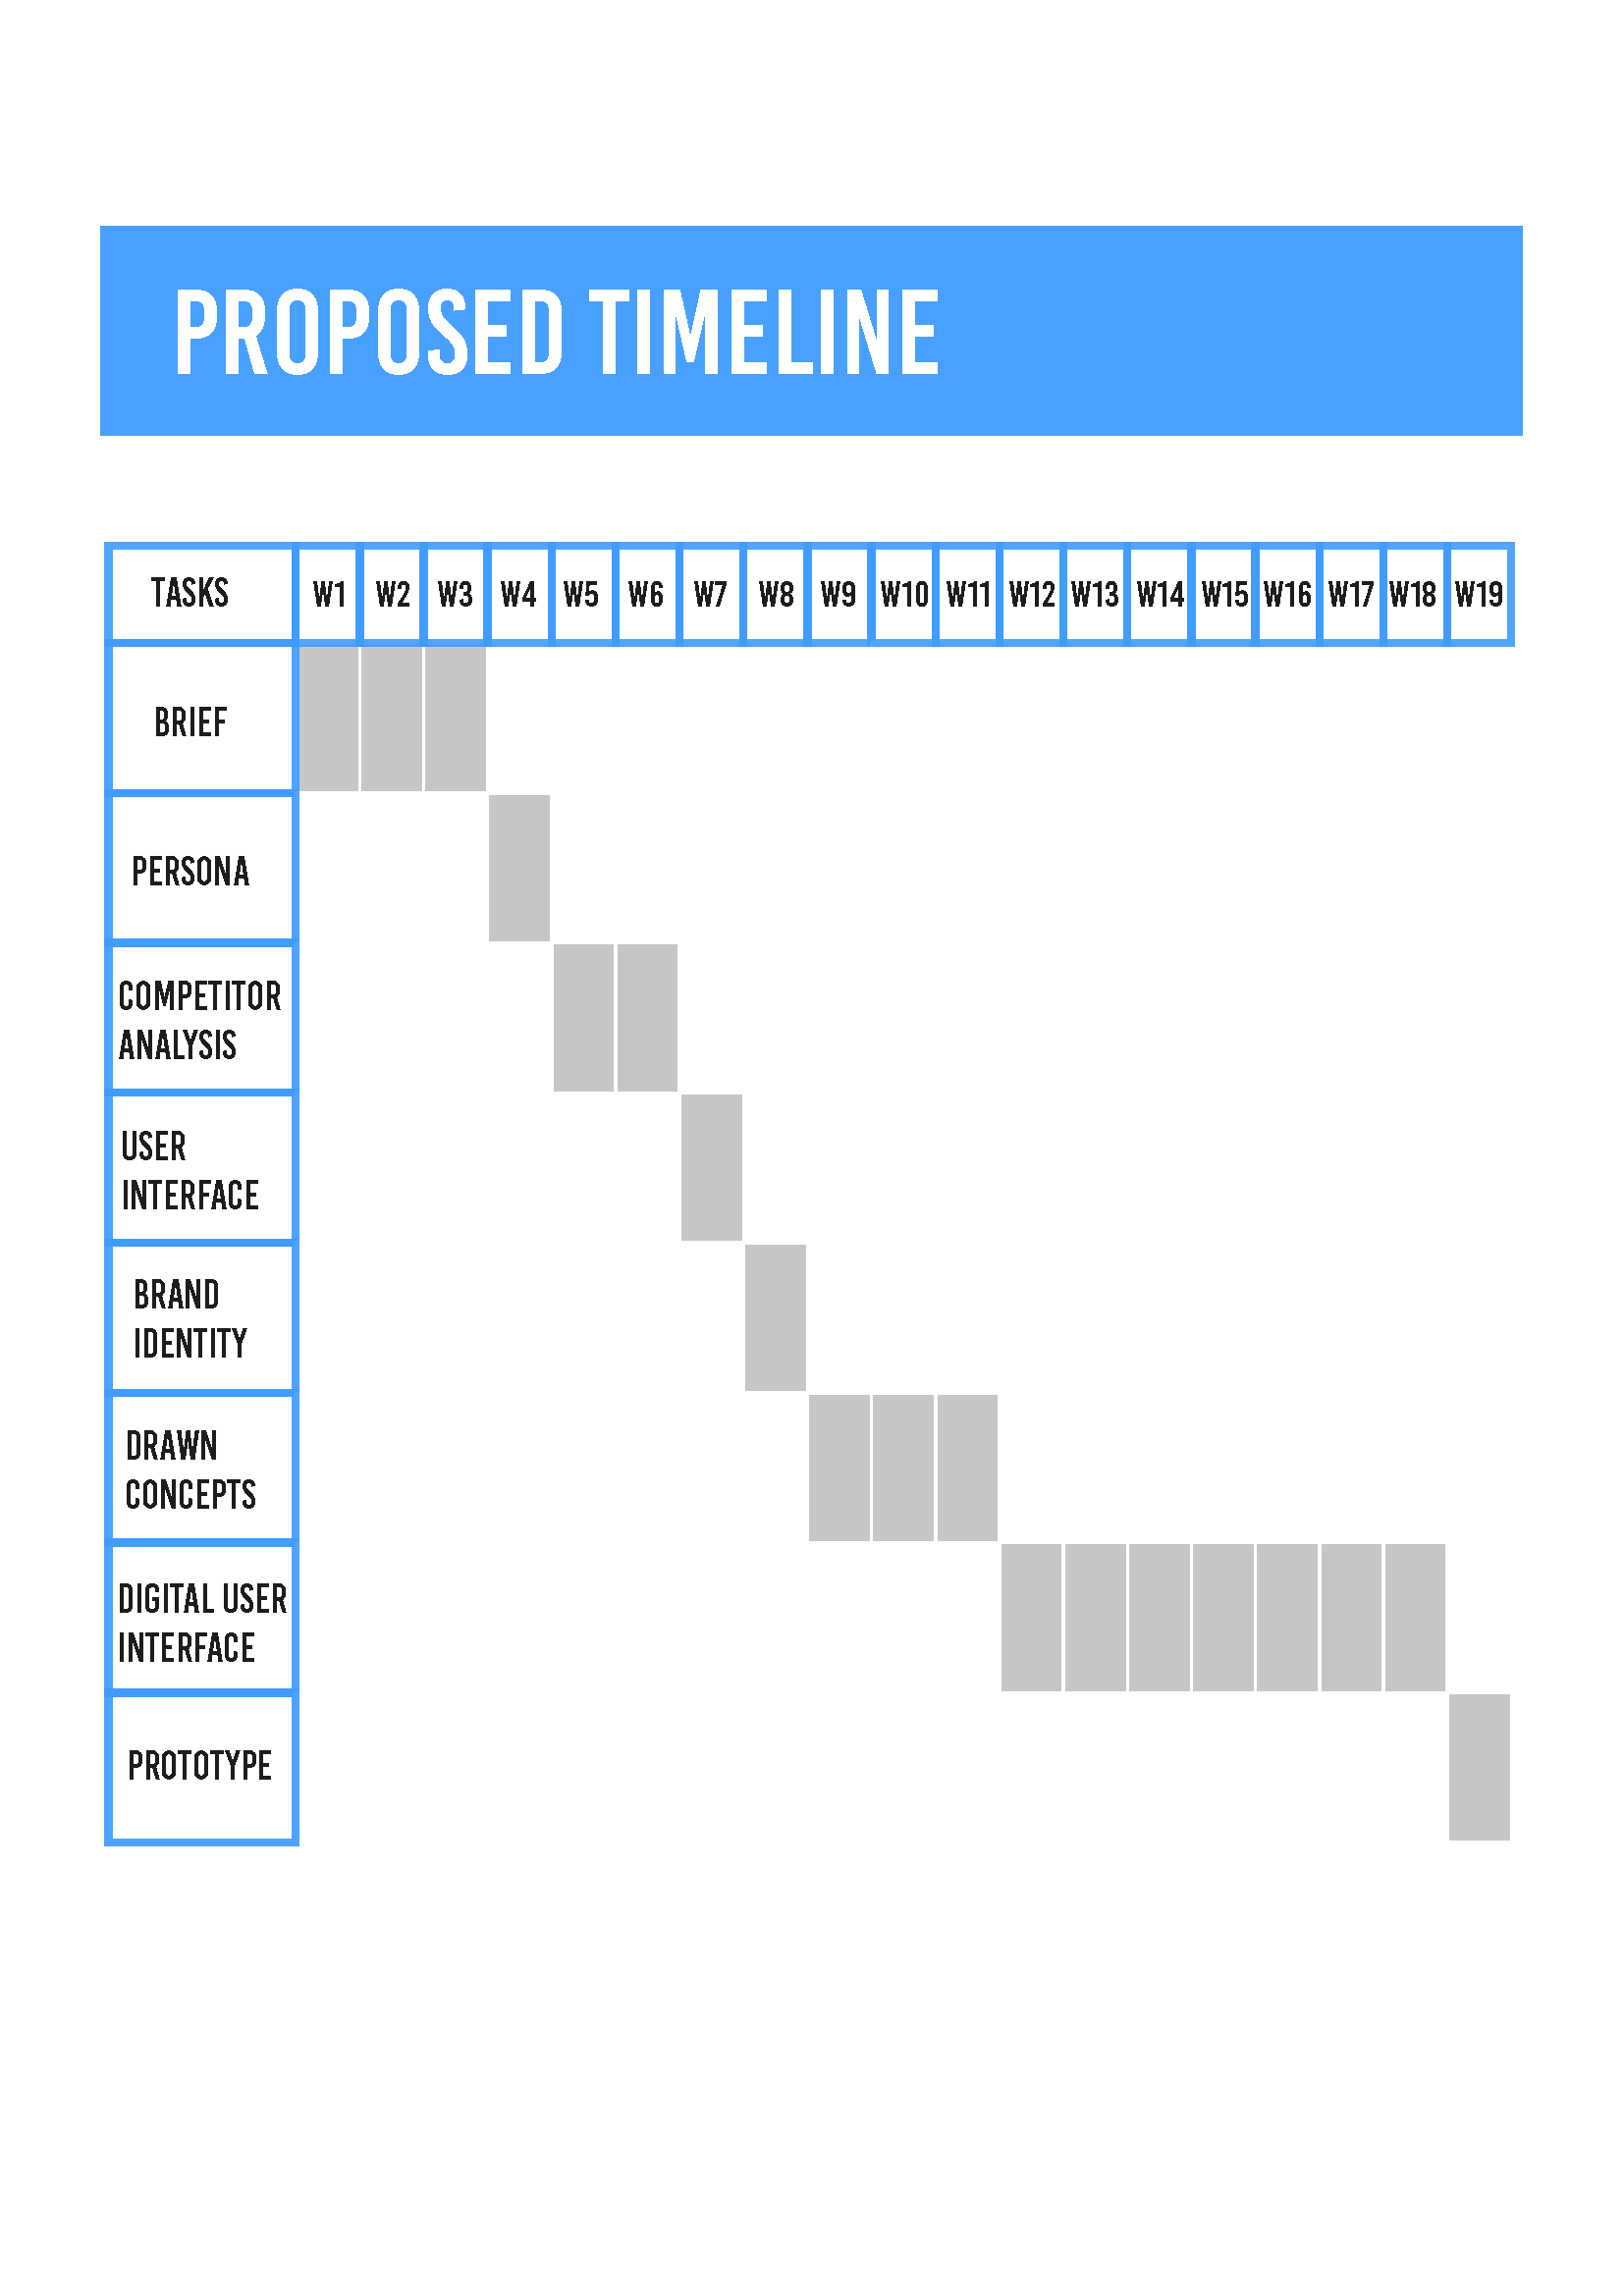 PROPOSED TIMELINE
TASKS W1 W2 W3 W4 W5 W6 W7 W8 W9 W10 W11 W12 W13 W14 W15 W16 W17 W18 W19
BRIEF
PERSONA
COMPETITOR
ANALYSIS
USER
INTERFACE
BRAND
IDENTITY
DRAWN
CONCEPTS
DIGITAL USER
INTERFACE
PROTOTYPE